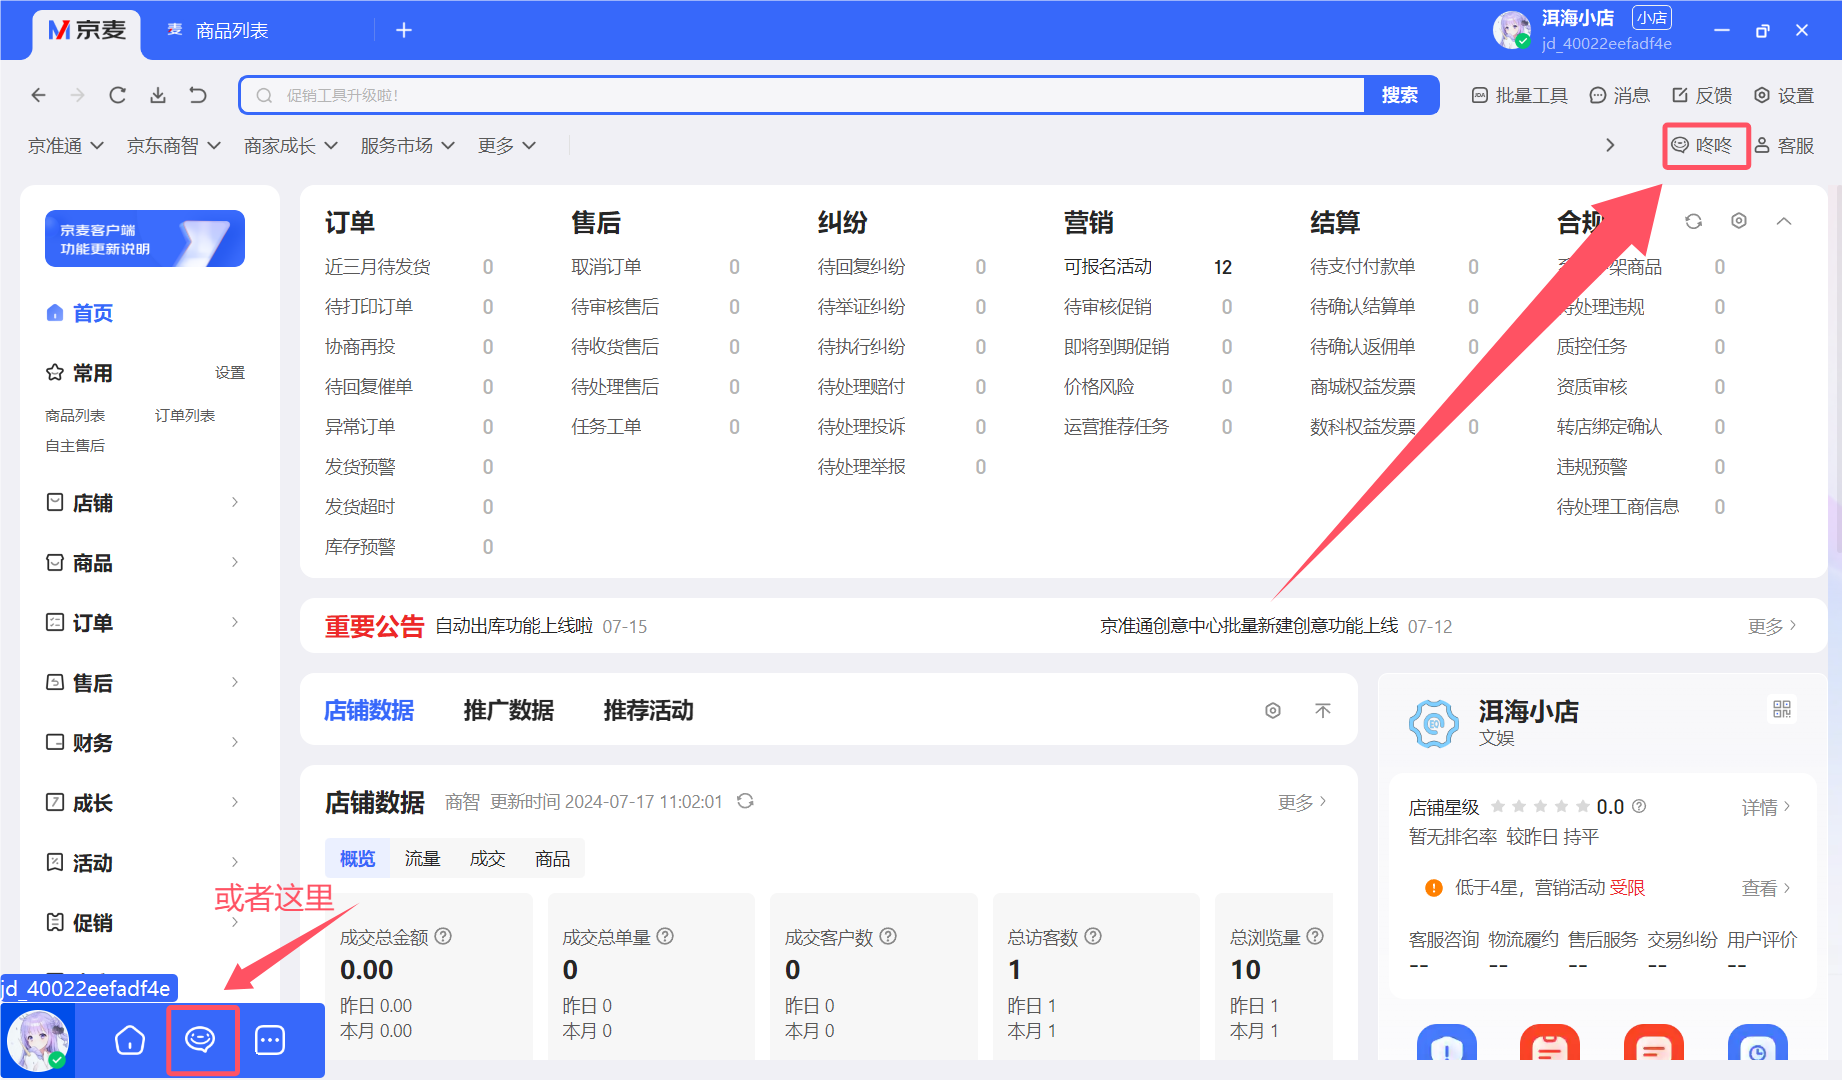 京麦
麦 商品列表
洱海小店 小店
jd_40022eefadf4e
促销工具升级啦!
搜索
批量工具
消息
反馈
设置
京准通
京东商智
商家成长
服务市场
更多
咚咚
客服
京麦客户端
功能更新说明
首页
常用 设置
商品列表 订单列表
自主售后
店铺
商品
订单
售后
财务
成长
活动
促销
订单
近三月待发货 0
待打印订单 0
协商再投 0
待回复催单 0
异常订单 0
发货预警 0
发货超时 0
库存预警 0
售后
取消订单 0
待审核售后 0
待收货售后 0
待处理售后 0
任务工单 0
纠纷
待回复纠纷 0
待举证纠纷 0
待执行纠纷 0
待处理赔付 0
待处理投诉 0
待处理举报 0
营销
可报名活动 12
待审核促销 0
即将到期促销 0
价格风险 0
运营推荐任务 0
结算
待支付付款单 0
待确认结算单 0
待确认返佣单 0
商城权益发票
数科权益发票 0
合规
架商品 0
待处理违规 0
质控任务 0
资质审核 0
转店绑定确认 0
违规预警 0
待处理工商信息 0
重要公告 自动出库功能上线啦 07-15
京准通创意中心批量新建创意功能上线 07-12
更多
店铺数据 推广数据 推荐活动
店铺数据 商智 更新时间 2024-07-17 11:02:01
更多
概览 流量 成交 商品
成交总金额
0.00
昨日 0.00
本月 0.00
成交总单量
0
昨日 0
本月 0
成交客户数
0
昨日 0
本月 0
总访客数
1
昨日 1
本月 1
总浏览量
10
昨日 1
本月 1
洱海小店
文娱
店铺星级 0.0 详情
暂无排名率 较昨日 持平
低于4星，营销活动 受限 查看
客服咨询 物流履约 售后服务 交易纠纷 用户评价
-- -- -- -- --
或者这里
jd_40022eefadf4e